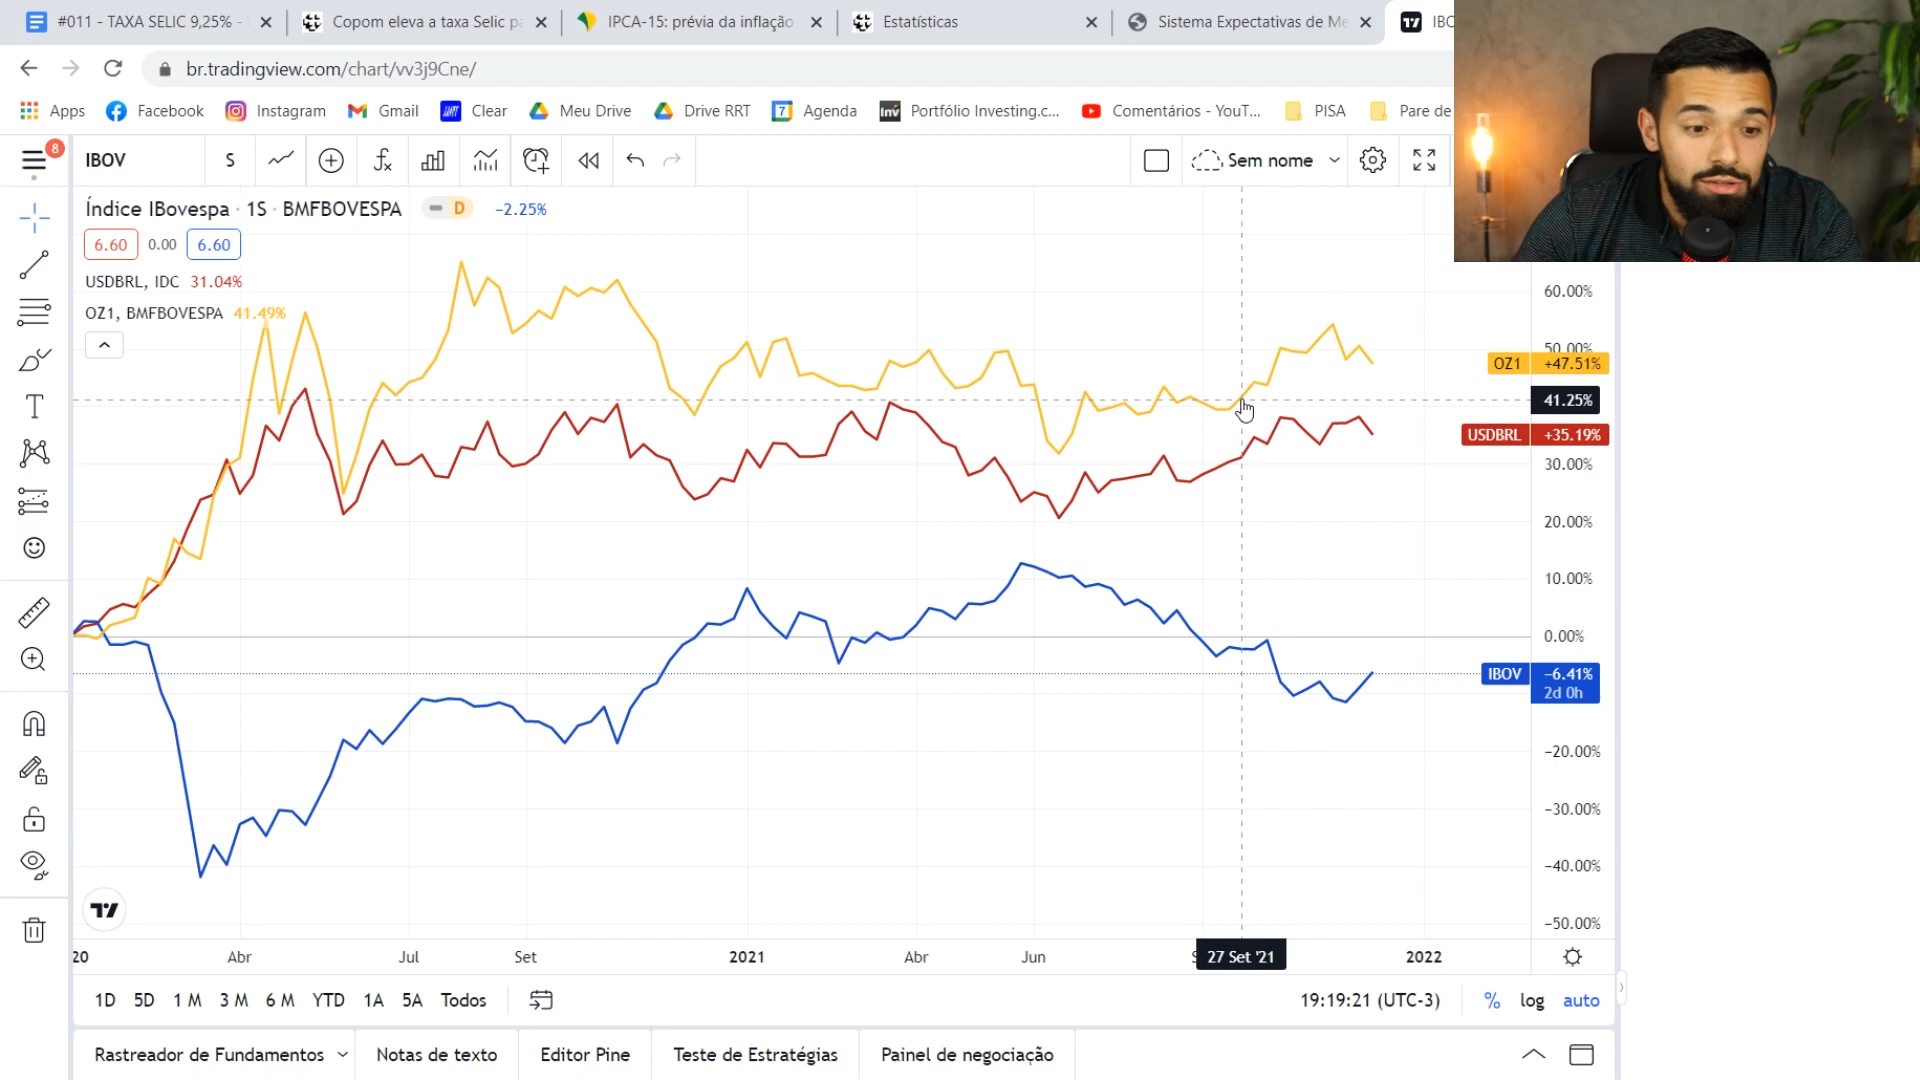 #011 - TAXA SELIC 9,25% -
Copom eleva a taxa Selic pa
IPCA-15: prévia da inflação
Estatísticas
Sistema Expectativas de Me
IBO
br.tradingview.com/chart/vv3j9Cne/
Apps
Facebook
Instagram
Gmail
Clear
Meu Drive
Drive RRT
7
Agenda
Inv
Portfólio Investing.c...
Comentários - YouT...
PISA
Pare de
8
IBOV
S
Sem nome
Índice IBovespa · 1S · BMFBOVESPA
D
−2.25%
6.60
0.00
6.60
USDBRL, IDC 31.04%
OZ1, BMFBOVESPA 41.49%
60.00%
50.00%
OZ1 +47.51%
41.25%
USDBRL +35.19%
30.00%
20.00%
10.00%
0.00%
IBOV −6.41%
2d 0h
−20.00%
−30.00%
−40.00%
−50.00%
20
Abr
Jul
Set
2021
Abr
Jun
27 Set '21
2022
1D
5D
1 M
3 M
6 M
YTD
1A
5A
Todos
19:19:21 (UTC-3)
%
log
auto
Rastreador de Fundamentos
Notas de texto
Editor Pine
Teste de Estratégias
Painel de negociação